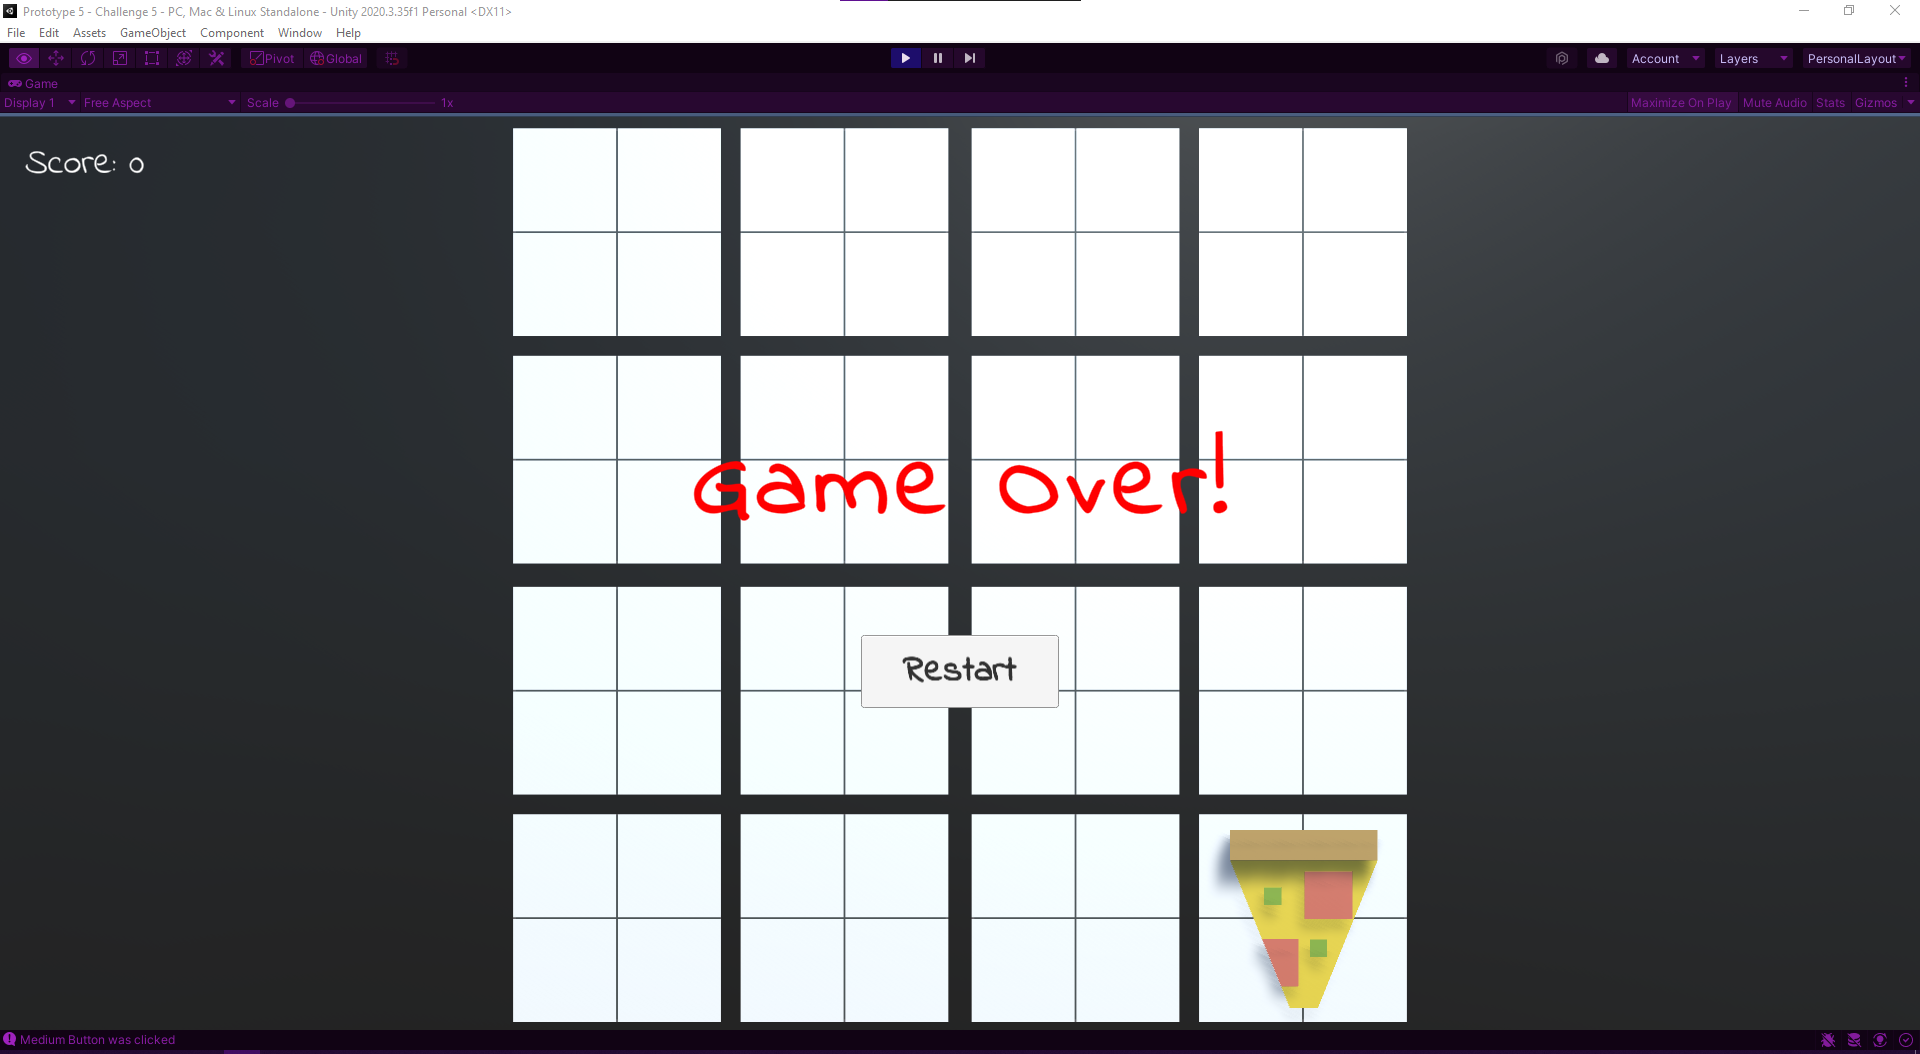 Prototype 5 - Challenge 5 - PC, Mac & Linux Standalone - Unity 2020.3.35f1 Personal <DX11>
File Edit Assets GameObject Component Window Help
Pivot Global Account Layers PersonalLayout
Game
Display 1 Free Aspect Scale 1x Maximize On Play Mute Audio Stats Gizmos
Score: 0
Game Over!
Restart
Medium Button was clicked